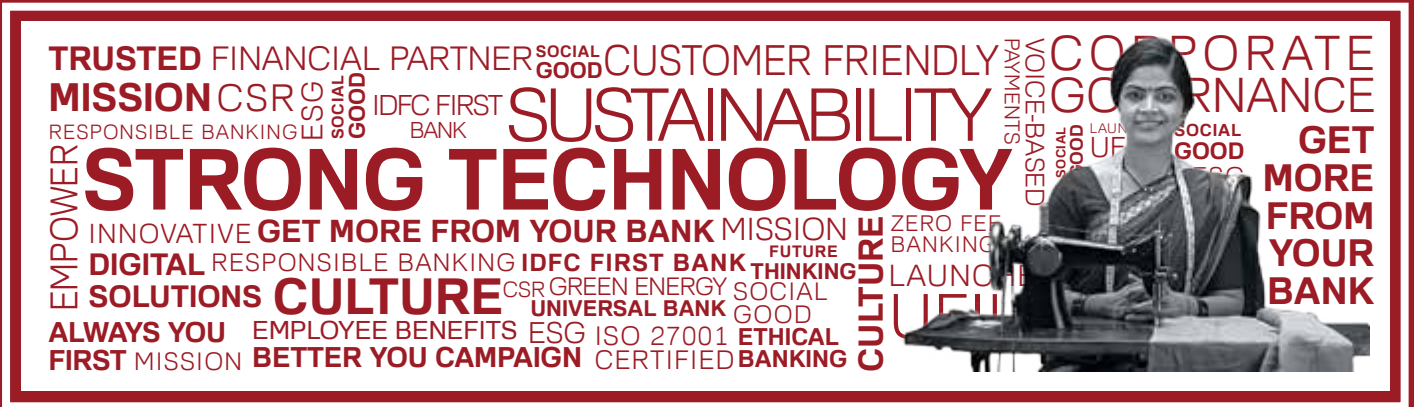 TRUSTED FINANCIAL PARTNER
SOCIAL
GOOD
CUSTOMER FRIENDLY
PAYMENTS
VOICE-BASED
CORPORATE
GOVERNANCE
MISSION CSR
ESG
SOCIAL
GOOD
IDFC FIRST
BANK
SUSTAINABILITY
RESPONSIBLE BANKING
SOCIAL
GOOD
SOCIAL
GOOD
GET
MORE
FROM
YOUR
BANK
EMPOWER
STRONG TECHNOLOGY
INNOVATIVE GET MORE FROM YOUR BANK MISSION
CULTURE
ZERO FEE
BANKING
DIGITAL
SOLUTIONS
RESPONSIBLE BANKING IDFC FIRST BANK
FUTURE
THINKING
CULTURE
CSR GREEN ENERGY
UNIVERSAL BANK
SOCIAL
GOOD
ALWAYS YOU
FIRST MISSION
EMPLOYEE BENEFITS ESG
BETTER YOU CAMPAIGN
ISO 27001
CERTIFIED
ETHICAL
BANKING